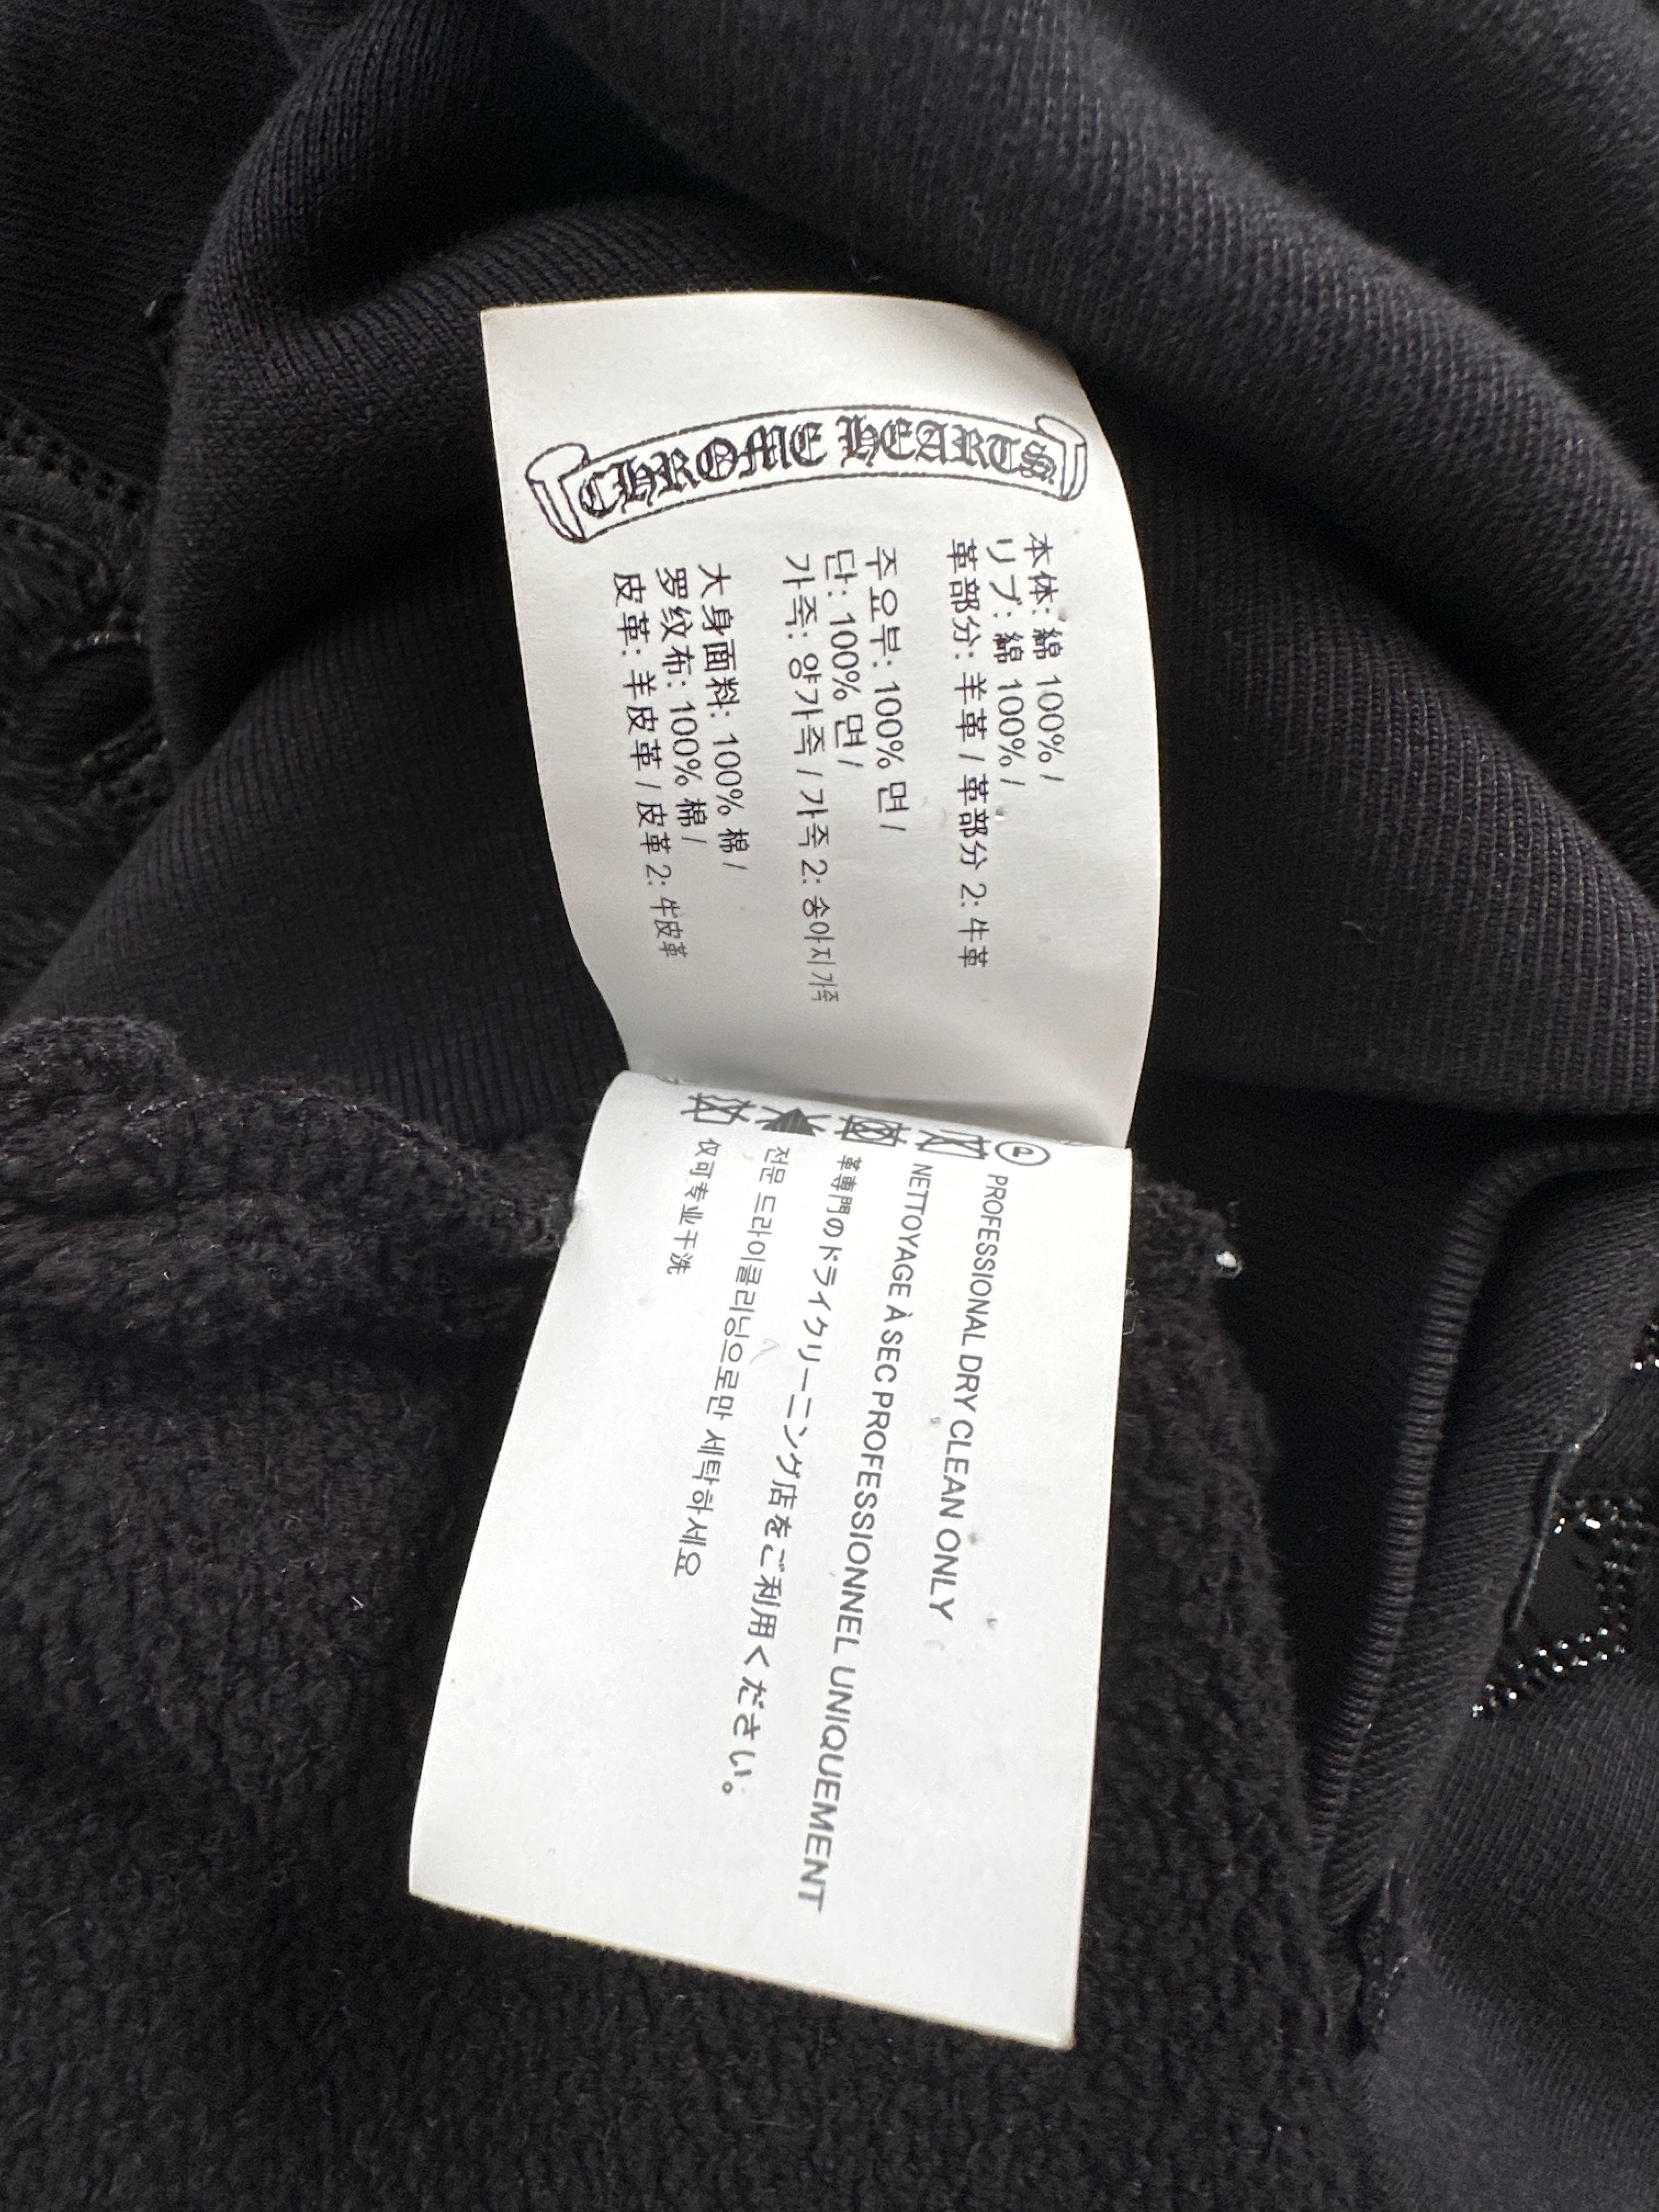 CHROME HEARTS
本体: 綿 100% /
リブ: 綿 100% /
革部分: 羊革 / 革部分 2: 牛革
주요부: 100% 면 /
단: 100% 면 /
가죽: 양가죽 / 가죽 2: 송아지 가죽
大身面料: 100% 棉 /
罗纹布: 100% 棉 /
皮革: 羊皮革 / 皮革 2: 牛皮革
PROFESSIONAL DRY CLEAN ONLY
NETTOYAGE À SEC PROFESSIONNEL UNIQUEMENT
革専門のドライクリーニング店をご利用ください。
전문 드라이클리닝으로만 세탁하세요
仅可专业干洗